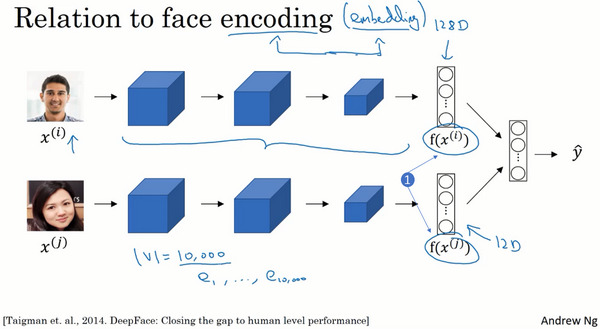 Relation to face encoding (embedding)
128D
x(i)
f(x(i))
1
ŷ
x(j)
f(x(j))
12D
|V| = 10,000
e1, ..., e10,000
[Taigman et. al., 2014. DeepFace: Closing the gap to human level performance]
Andrew Ng